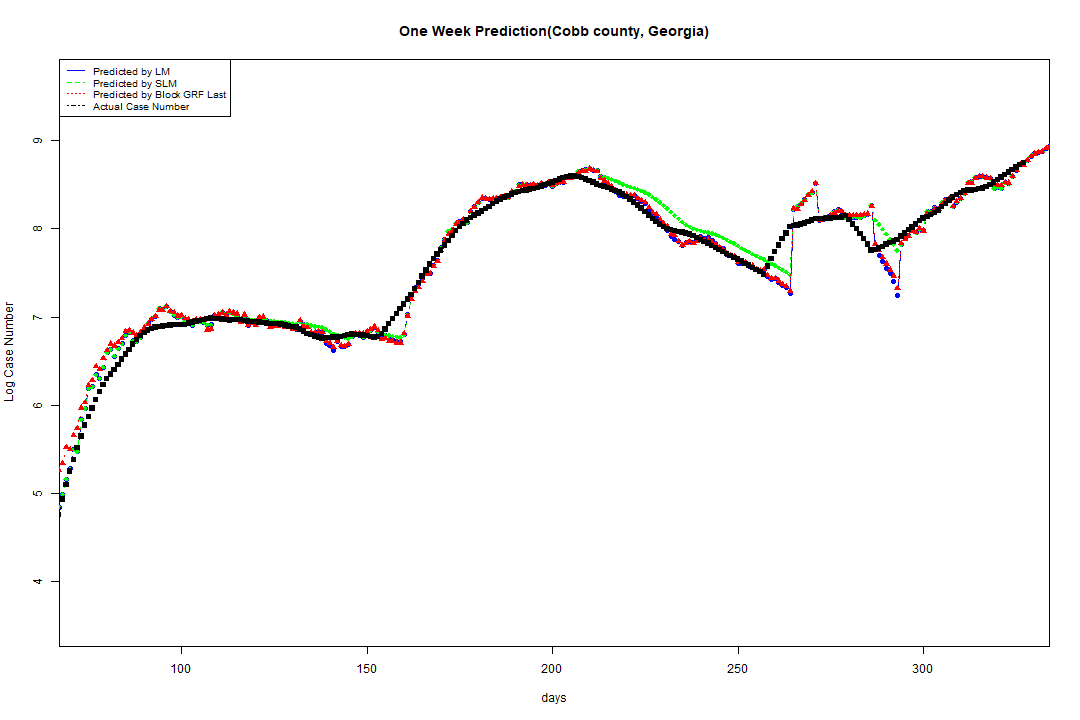 One Week Prediction(Cobb county, Georgia)
Predicted by LM
Predicted by SLM
Predicted by Block GRF Last
Actual Case Number
9
8
7
6
5
4
Log Case Number
100 150 200 250 300
days